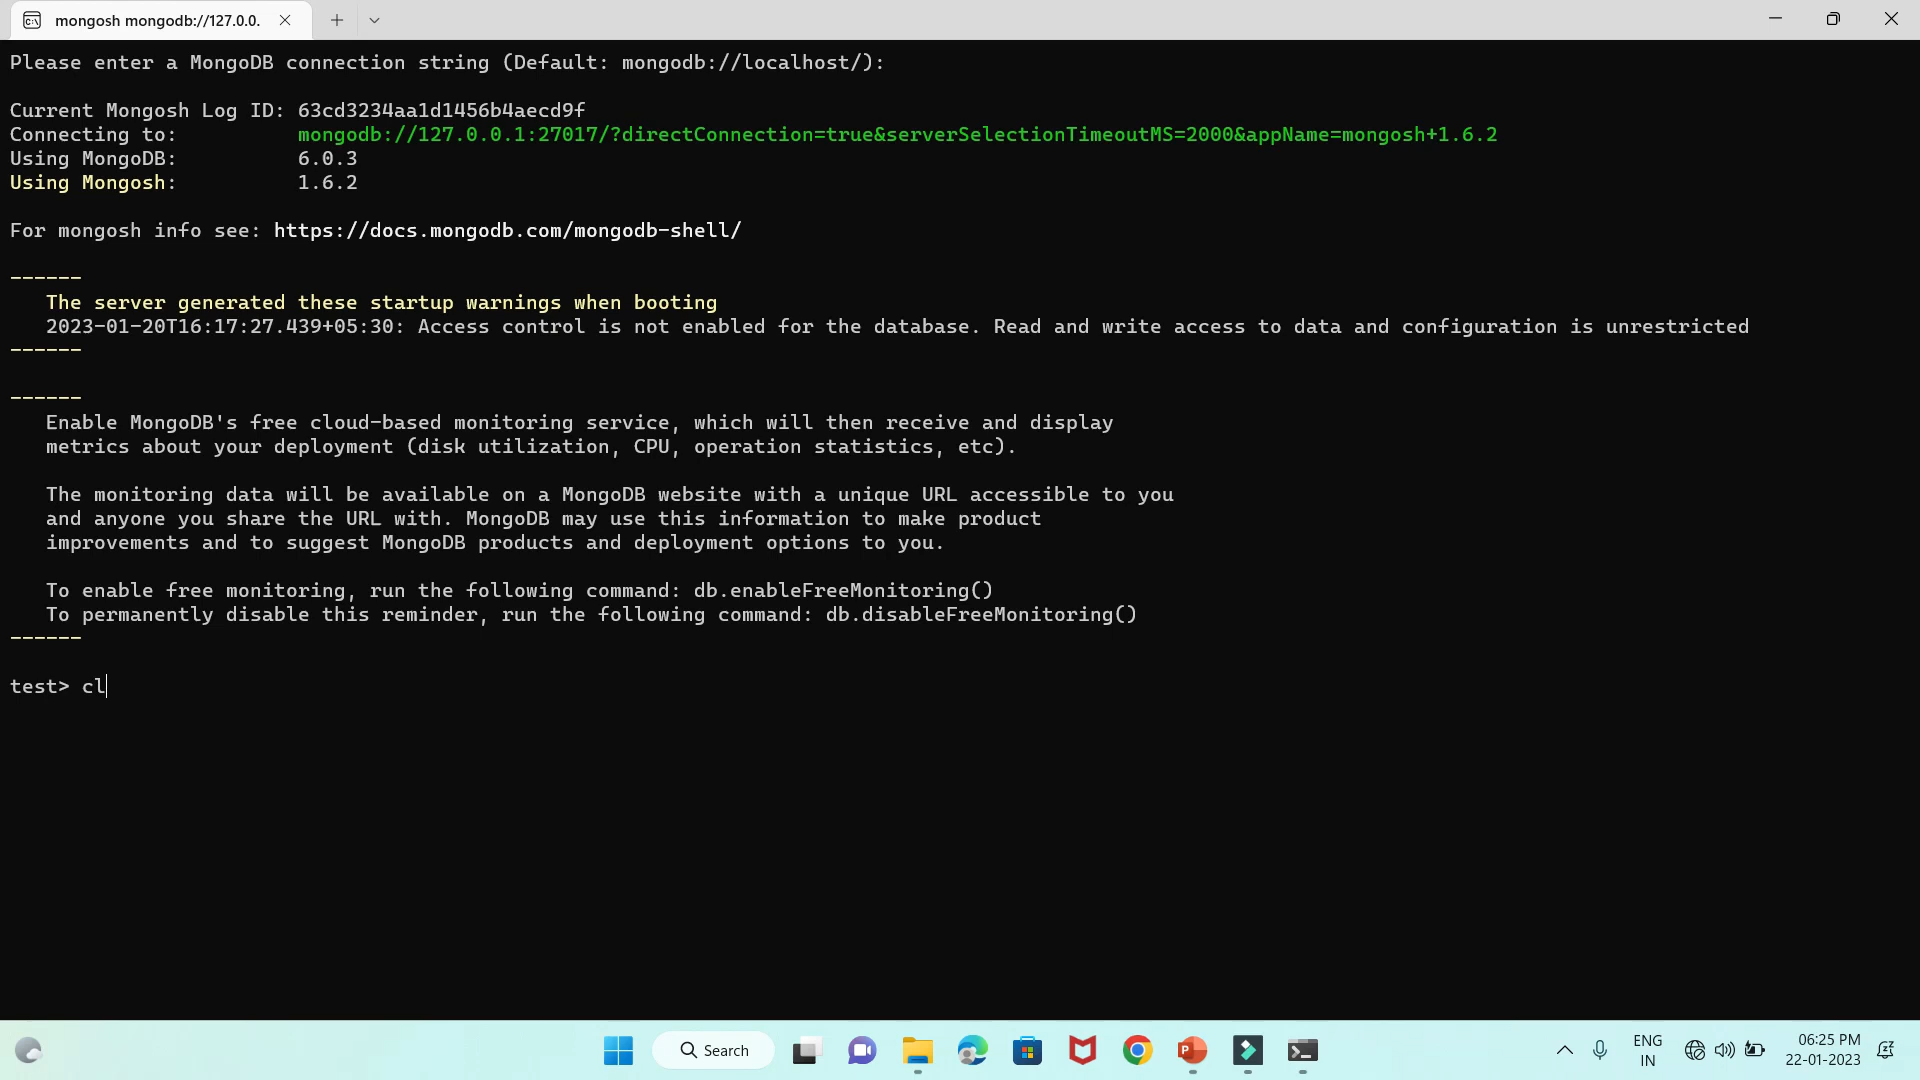 mongosh mongodb://127.0.0.
Please enter a MongoDB connection string (Default: mongodb://localhost/):
Current Mongosh Log ID: 63cd3234aa1d1456b4aecd9f
Connecting to: mongodb://127.0.0.1:27017/?directConnection=true&serverSelectionTimeoutMS=2000&appName=mongosh+1.6.2
Using MongoDB: 6.0.3
Using Mongosh: 1.6.2
For mongosh info see: https://docs.mongodb.com/mongodb-shell/
------
The server generated these startup warnings when booting
2023-01-20T16:17:27.439+05:30: Access control is not enabled for the database. Read and write access to data and configuration is unrestricted
------
------
Enable MongoDB's free cloud-based monitoring service, which will then receive and display
metrics about your deployment (disk utilization, CPU, operation statistics, etc).
The monitoring data will be available on a MongoDB website with a unique URL accessible to you
and anyone you share the URL with. MongoDB may use this information to make product
improvements and to suggest MongoDB products and deployment options to you.
To enable free monitoring, run the following command: db.enableFreeMonitoring()
To permanently disable this reminder, run the following command: db.disableFreeMonitoring()
------
test> cl
Search
ENG
IN
06:25 PM
22-01-2023